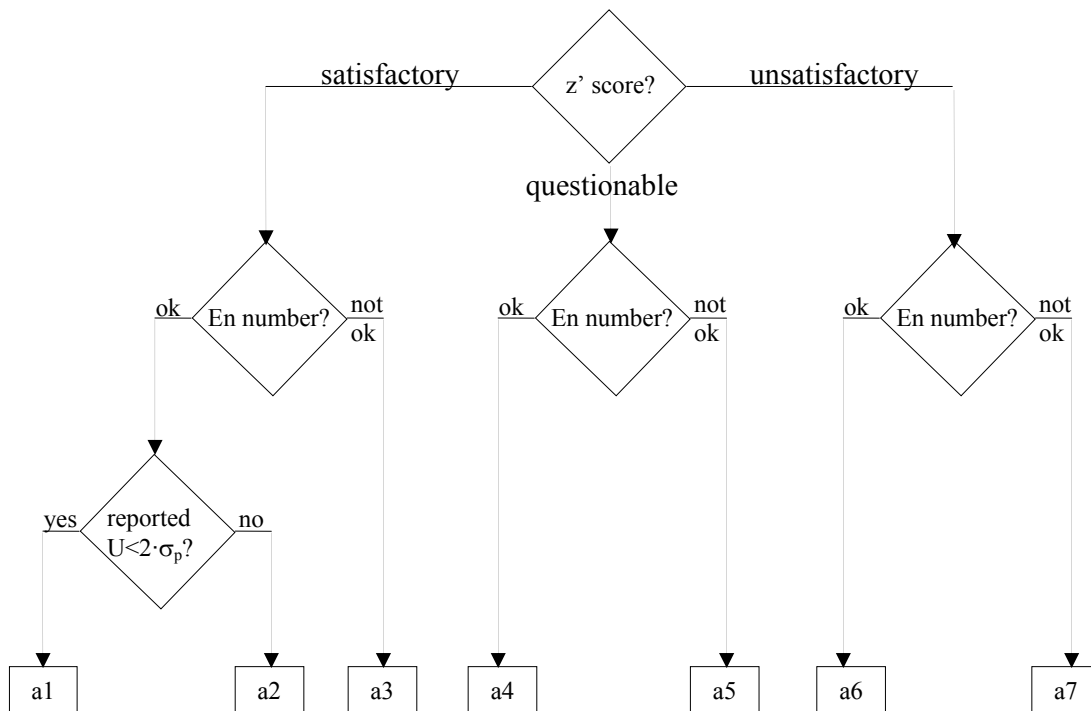 z’ score?
satisfactory
unsatisfactory
questionable
En number?
ok
not
ok
En number?
ok
not
ok
En number?
ok
not
ok
reported
U<2·σp?
yes
no
a1
a2
a3
a4
a5
a6
a7